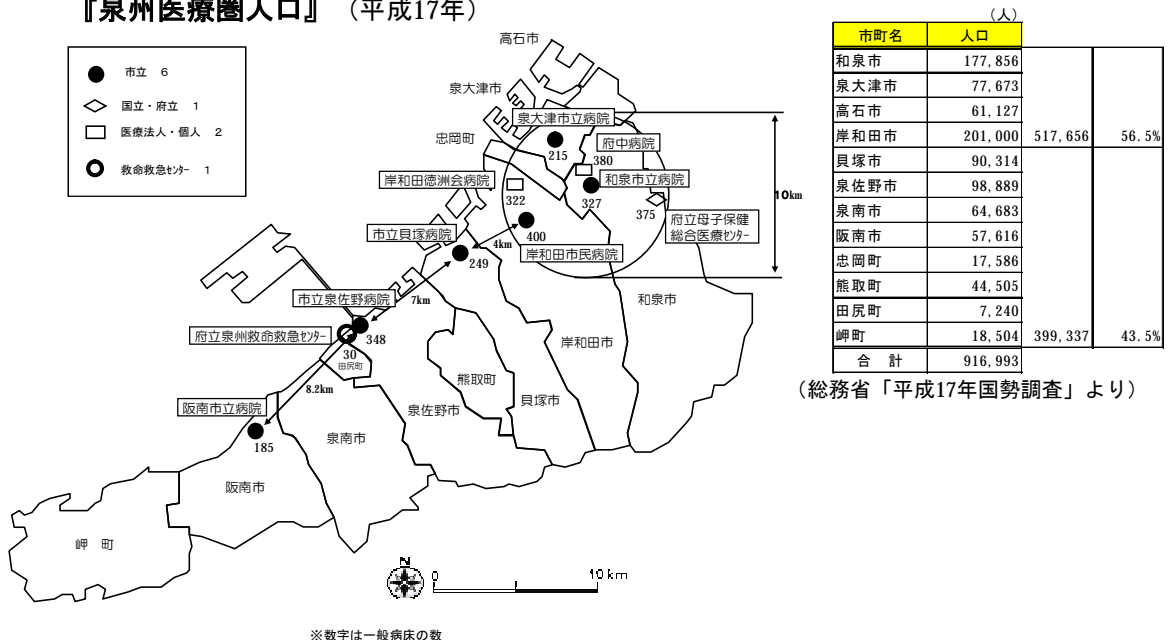 『泉州医療圏人口』（平成17年）
市立 6
国立・府立 1
医療法人・個人 2
救命救急ｾﾝﾀｰ 1
高石市
泉大津市
忠岡町
泉大津市立病院
215
府中病院
380
和泉市立病院
327
岸和田徳洲会病院
322
375
府立母子保健
総合医療ｾﾝﾀｰ
10km
市立貝塚病院
249
4km
400
岸和田市民病院
7km
市立泉佐野病院
348
府立泉州救命救急ｾﾝﾀｰ
30
田尻町
8.2km
阪南市立病院
185
和泉市
岸和田市
貝塚市
熊取町
泉佐野市
泉南市
阪南市
岬 町
N
0 10km
※数字は一般病床の数
（人）
市町名 人口
和泉市 177,856
泉大津市 77,673
高石市 61,127
岸和田市 201,000 517,656 56.5%
貝塚市 90,314
泉佐野市 98,889
泉南市 64,683
阪南市 57,616
忠岡町 17,586
熊取町 44,505
田尻町 7,240
岬町 18,504 399,337 43.5%
合 計 916,993
（総務省「平成17年国勢調査」より）